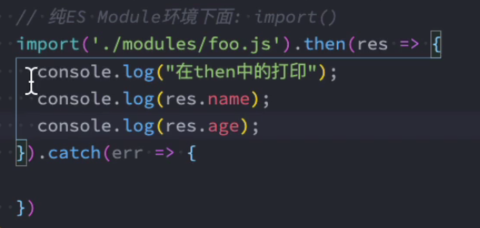 // 纯ES Module环境下面: import()
import('./modules/foo.js').then(res => {
  console.log("在then中的打印");
  console.log(res.name);
  console.log(res.age);
}).catch(err => {
})